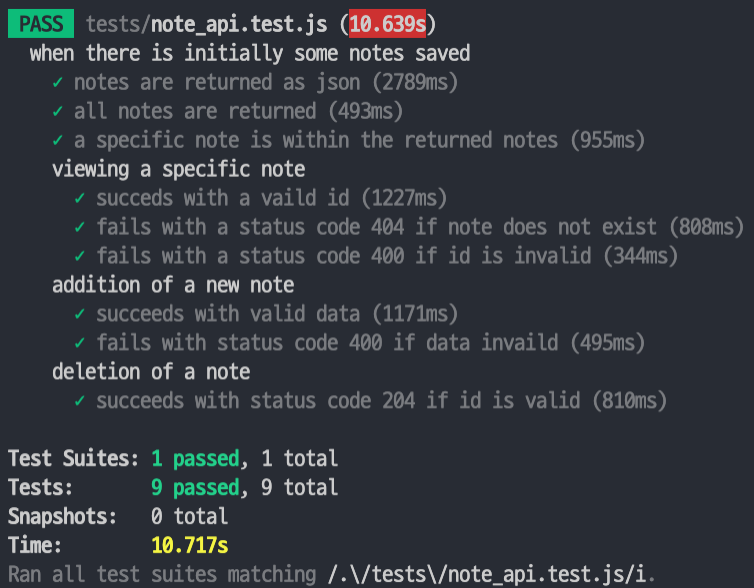 PASS tests/note_api.test.js (10.639s)
when there is initially some notes saved
✓ notes are returned as json (2789ms)
✓ all notes are returned (493ms)
✓ a specific note is within the returned notes (955ms)
viewing a specific note
✓ succeds with a vaild id (1227ms)
✓ fails with a status code 404 if note does not exist (808ms)
✓ fails with a status code 400 if id is invalid (344ms)
addition of a new note
✓ succeeds with valid data (1171ms)
✓ fails with status code 400 if data invaild (495ms)
deletion of a note
✓ succeeds with status code 204 if id is valid (810ms)
Test Suites: 1 passed, 1 total
Tests: 9 passed, 9 total
Snapshots: 0 total
Time: 10.717s
Ran all test suites matching /.\/tests\/note_api.test.js/i.